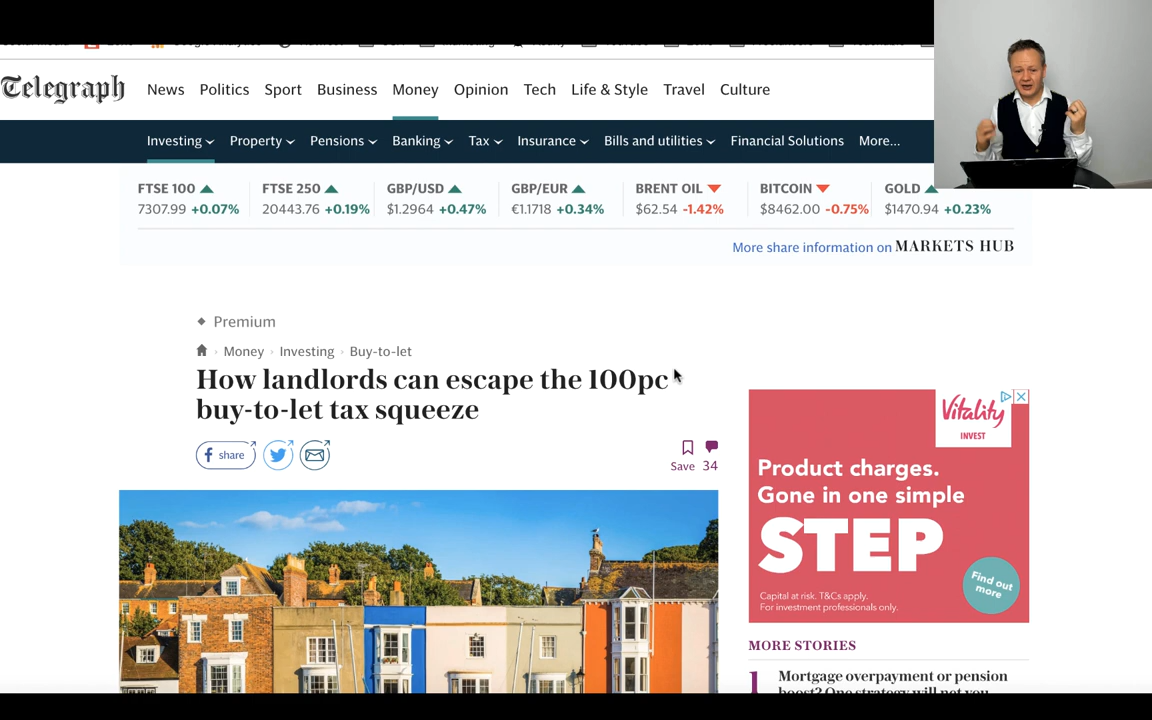 Telegraph
News Politics Sport Business Money Opinion Tech Life & Style Travel Culture
Investing Property Pensions Banking Tax Insurance Bills and utilities Financial Solutions More...
FTSE 100 FTSE 250 GBP/USD GBP/EUR BRENT OIL BITCOIN GOLD
7307.99 +0.07% 20443.76 +0.19% $1.2964 +0.47% €1.1718 +0.34% $62.54 -1.42% $8462.00 -0.75% $1470.94 +0.23%
More share information on MARKETS HUB
Premium
Money › Investing › Buy-to-let
How landlords can escape the 100pc
buy-to-let tax squeeze
share
Save 34
Vitality
INVEST
Product charges.
Gone in one simple
STEP
Capital at risk. T&Cs apply.
For investment professionals only.
Find out
more
MORE STORIES
1 Mortgage overpayment or pension
boost? One strategy will net you